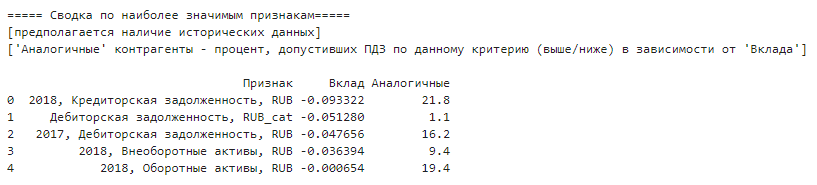 ===== Сводка по наиболее значимым признакам=====
[предполагается наличие исторических данных]
['Аналогичные' контрагенты - процент, допустивших ПДЗ по данному критерию (выше/ниже) в зависимости от 'Вклада']
Признак Вклад Аналогичные
0 2018, Кредиторская задолженность, RUB -0.093322 21.8
1 Дебиторская задолженность, RUB_cat -0.051280 1.1
2 2017, Дебиторская задолженность, RUB -0.047656 16.2
3 2018, Внеоборотные активы, RUB -0.036394 9.4
4 2018, Оборотные активы, RUB -0.000654 19.4